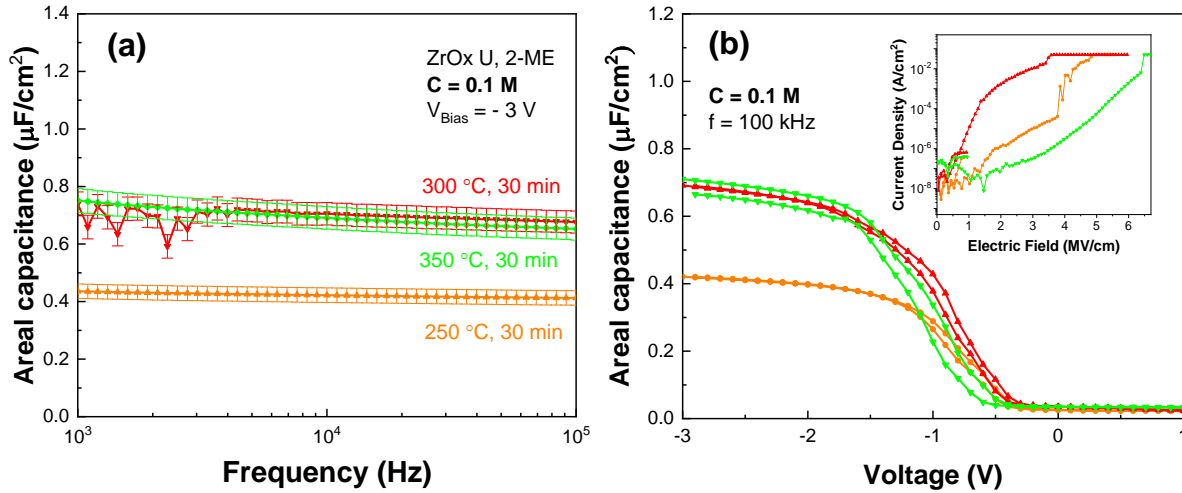 (a)
ZrOx U, 2-ME
C = 0.1 M
V_Bias = - 3 V
300 °C, 30 min
350 °C, 30 min
250 °C, 30 min
Areal capacitance (μF/cm²)
1.4
1.2
1.0
0.8
0.6
0.4
0.2
0.0
10³ 10⁴ 10⁵
Frequency (Hz)
(b)
C = 0.1 M
f = 100 kHz
Areal capacitance (μF/cm²)
1.2
1.0
0.8
0.6
0.4
0.2
0.0
-3 -2 -1 0 1
Voltage (V)
Current Density (A/cm²)
10⁻²
10⁻⁴
10⁻⁶
10⁻⁸
0 1 2 3 4 5 6
Electric Field (MV/cm)